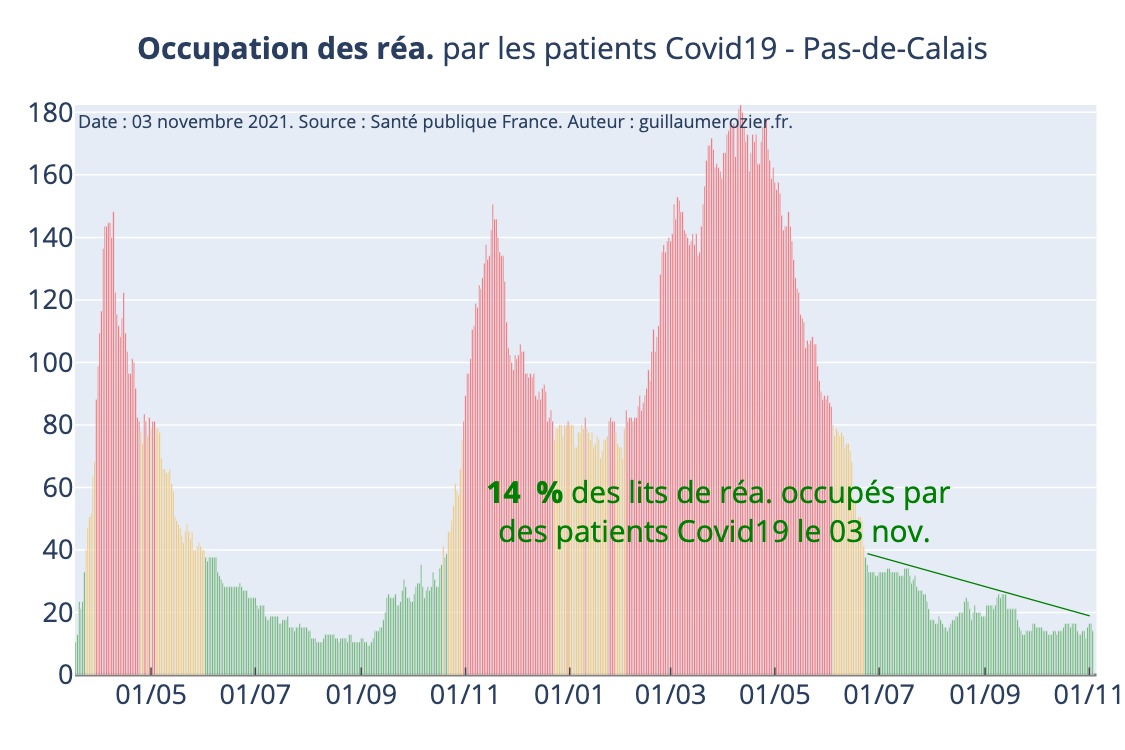 Occupation des réa. par les patients Covid19 - Pas-de-Calais
180
Date : 03 novembre 2021. Source : Santé publique France. Auteur : guillaumerozier.fr.
160
140
120
100
80
60
14 % des lits de réa. occupés par
des patients Covid19 le 03 nov.
40
20
0
01/05 01/07 01/09 01/11 01/01 01/03 01/05 01/07 01/09 01/11